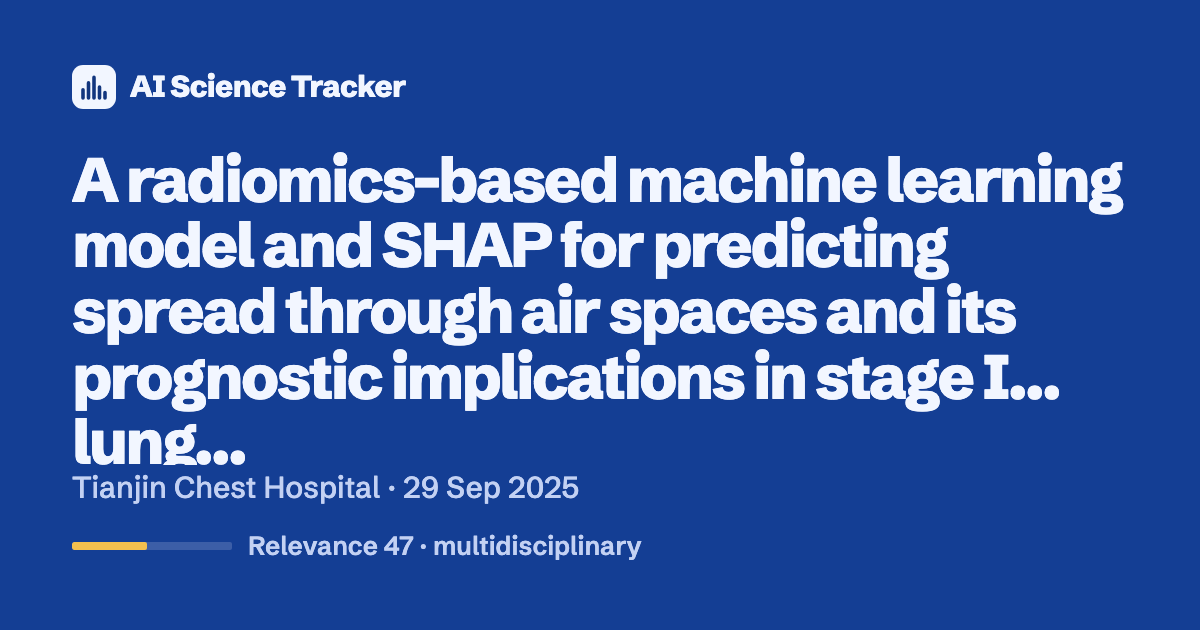 AI Science Tracker
A radiomics-based machine learning
model and SHAP for predicting
spread through air spaces and its
prognostic implications in stage I...
lung...
Tianjin Chest Hospital · 29 Sep 2025
Relevance 47 · multidisciplinary